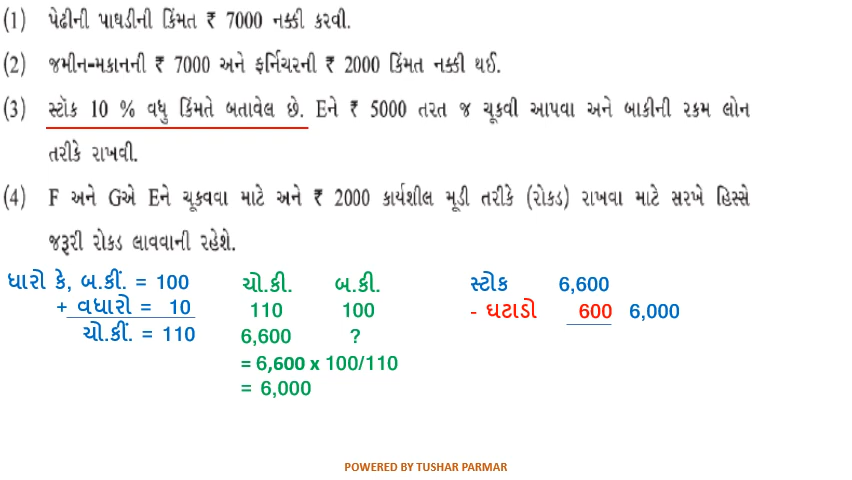 (1) પેઢીની પાઘડીની કિંમત ₹ 7000 નક્કી કરવી.
(2) જમીન-મકાનની ₹ 7000 અને ફર્નિચરની ₹ 2000 કિંમત નક્કી થઈ.
(3) સ્ટૉક 10 % વધુ કિંમતે બતાવેલ છે. Eને ₹ 5000 તરત જ ચૂકવી આપવા અને બાકીની રકમ લોન
તરીકે રાખવી.
(4) F અને Gએ Eને ચૂકવવા માટે અને ₹ 2000 કાર્યશીલ મૂડી તરીકે (રોકડ) રાખવા માટે સરખે હિસ્સે
જરૂરી રોકડ લાવવાની રહેશે.
ધારો કે, બ.કીં. = 100
+ વધારો = 10
ચો.કીં. = 110
ચો.કી. બ.કી.
110 100
6,600 ?
= 6,600 x 100/110
= 6,000
સ્ટોક 6,600
- ઘટાડો 600 6,000
POWERED BY TUSHAR PARMAR